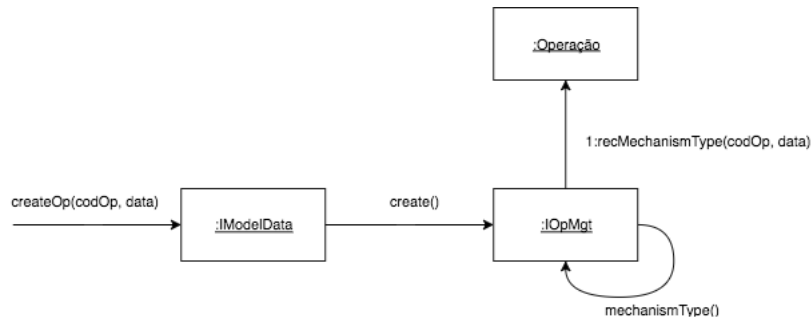 :Operação
1:recMechanismType(codOp, data)
createOp(codOp, data)
create()
:IModelData
:IOpMgt
mechanismType()